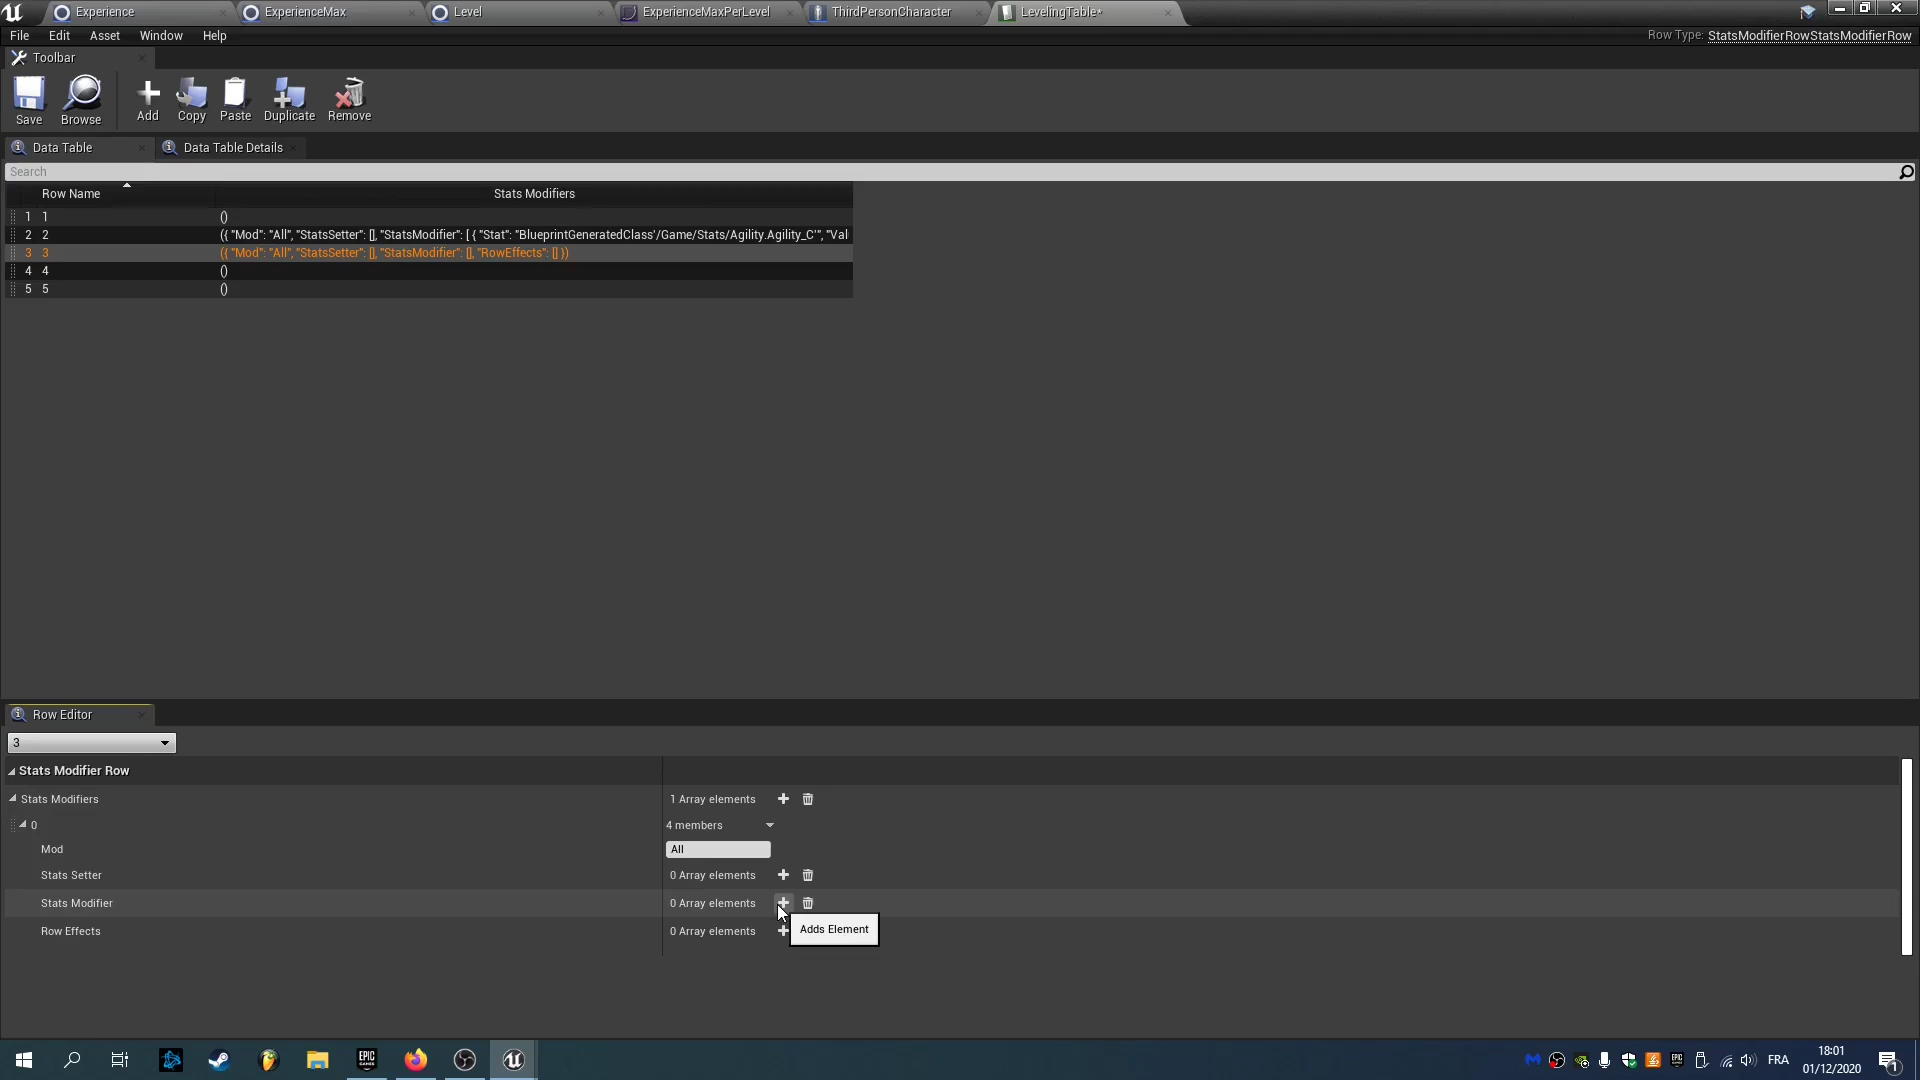 Experience
ExperienceMax
Level
ExperienceMaxPerLevel
ThirdPersonCharacter
LevelingTable*
File Edit Asset Window Help
Row Type: StatsModifierRowStatsModifierRow
Toolbar
Save Browse Add Copy Paste Duplicate Remove
Data Table
Data Table Details
Search
Row Name Stats Modifiers
1 1 ()
2 2 ({ "Mod": "All", "StatsSetter": [], "StatsModifier": [ { "Stat": "BlueprintGeneratedClass'/Game/Stats/Agility.Agility_C'", "Val
3 3 ({ "Mod": "All", "StatsSetter": [], "StatsModifier": [], "RowEffects": [] })
4 4 ()
5 5 ()
Row Editor
3
Stats Modifier Row
Stats Modifiers 1 Array elements
0 4 members
Mod All
Stats Setter 0 Array elements
Stats Modifier 0 Array elements
Row Effects 0 Array elements
Adds Element
EPIC GAMES
FRA
18:01
01/12/2020
1